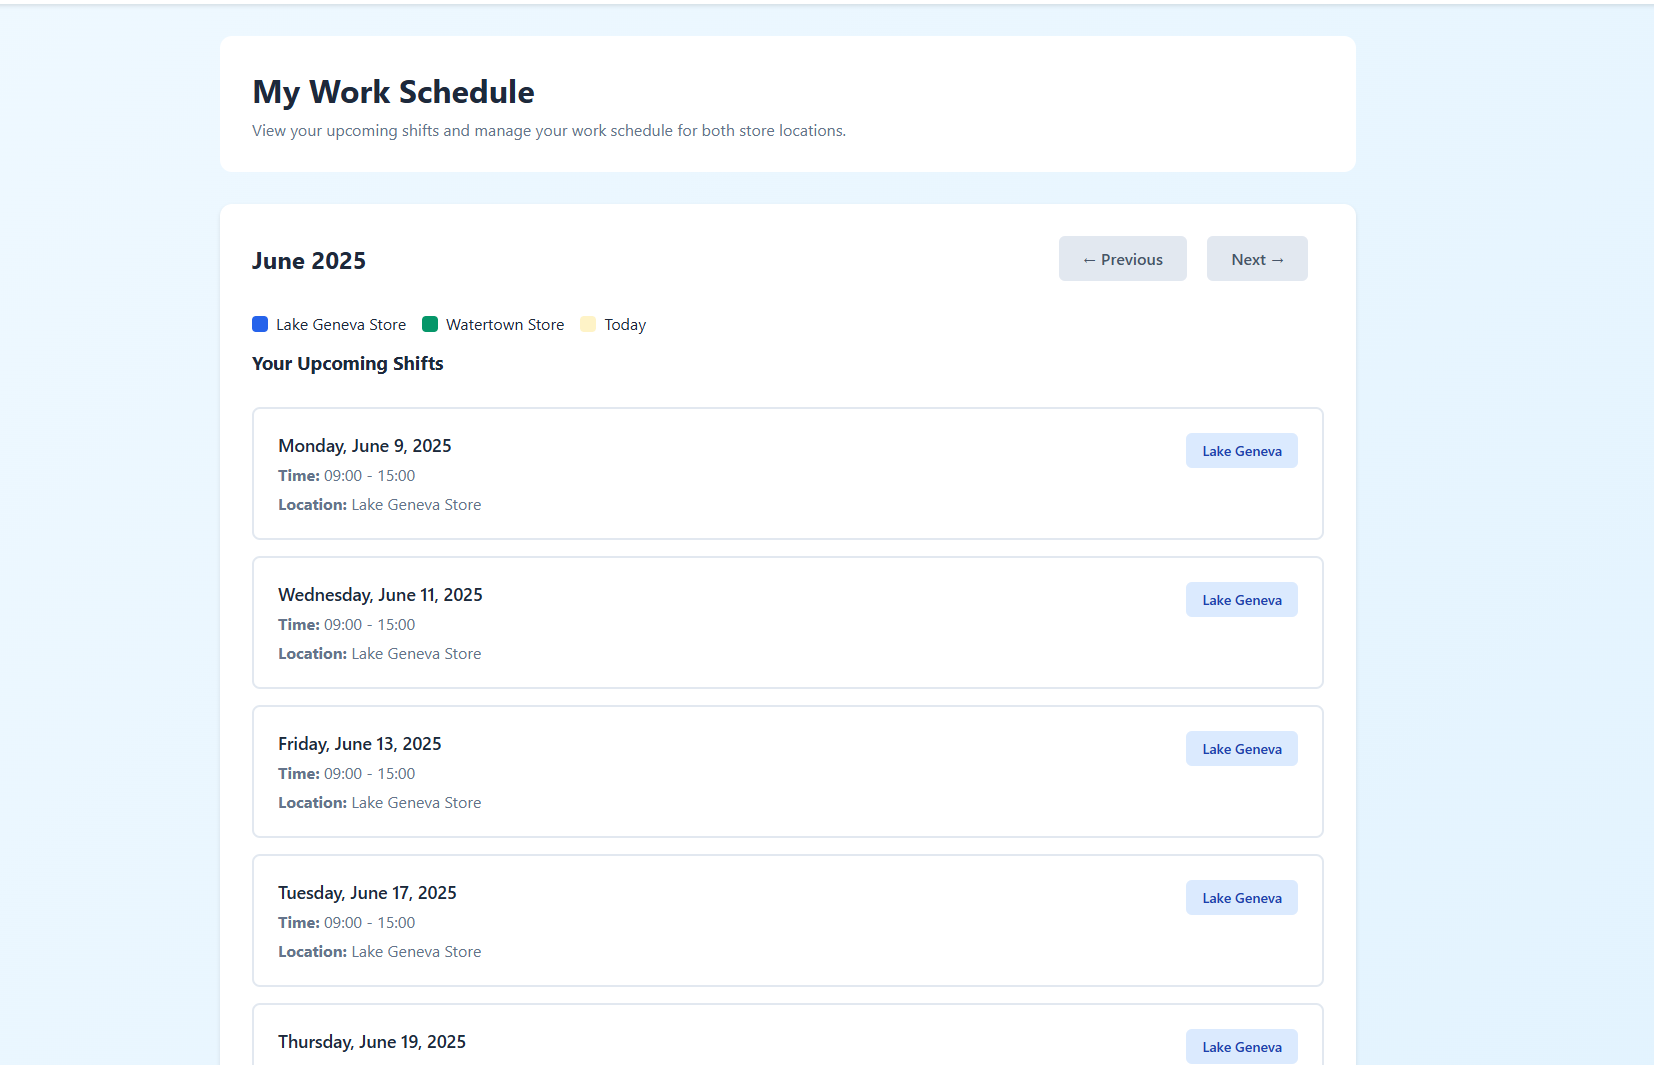 My Work Schedule
View your upcoming shifts and manage your work schedule for both store locations.
June 2025
← Previous
Next →
Lake Geneva Store
Watertown Store
Today
Your Upcoming Shifts
Monday, June 9, 2025
Lake Geneva
Time: 09:00 - 15:00
Location: Lake Geneva Store
Wednesday, June 11, 2025
Lake Geneva
Time: 09:00 - 15:00
Location: Lake Geneva Store
Friday, June 13, 2025
Lake Geneva
Time: 09:00 - 15:00
Location: Lake Geneva Store
Tuesday, June 17, 2025
Lake Geneva
Time: 09:00 - 15:00
Location: Lake Geneva Store
Thursday, June 19, 2025
Lake Geneva